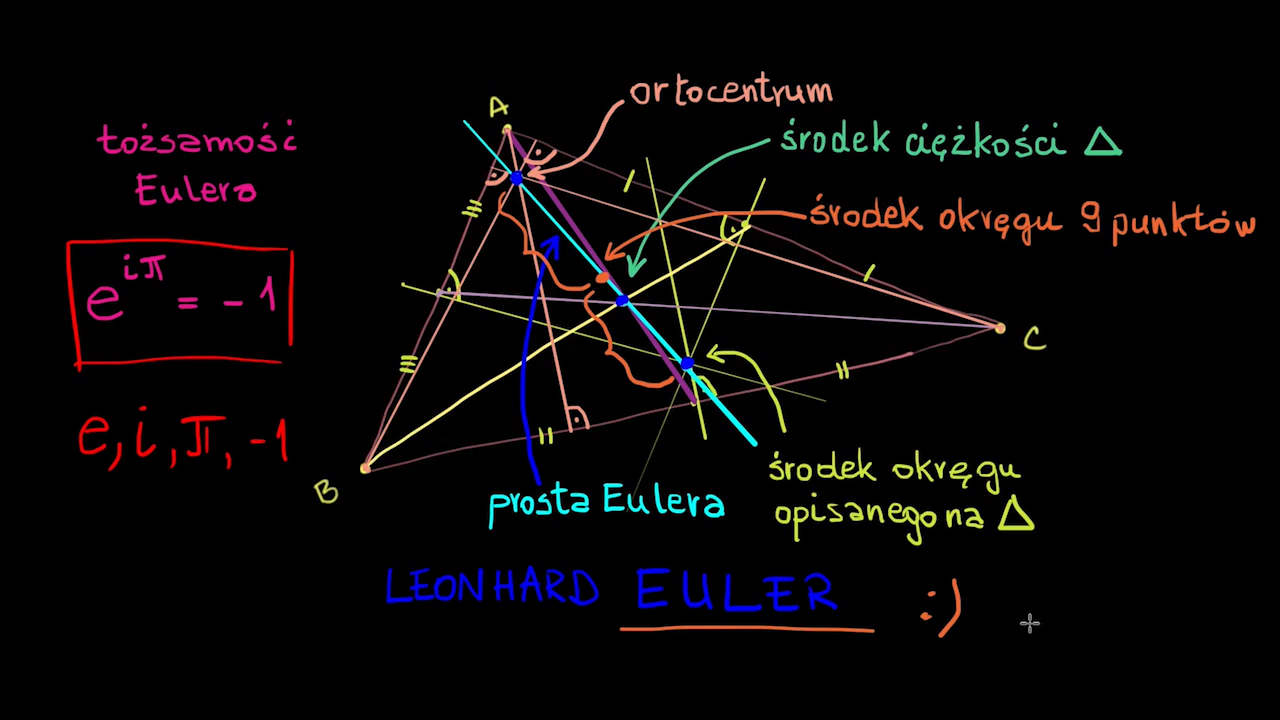 tożsamość
Eulera
e^{iπ} = -1
e, i, π, -1
A
B
C
ortocentrum
środek ciężkości Δ
środek okręgu 9 punktów
środek okręgu
opisanego na Δ
prosta Eulera
LEONHARD EULER :)